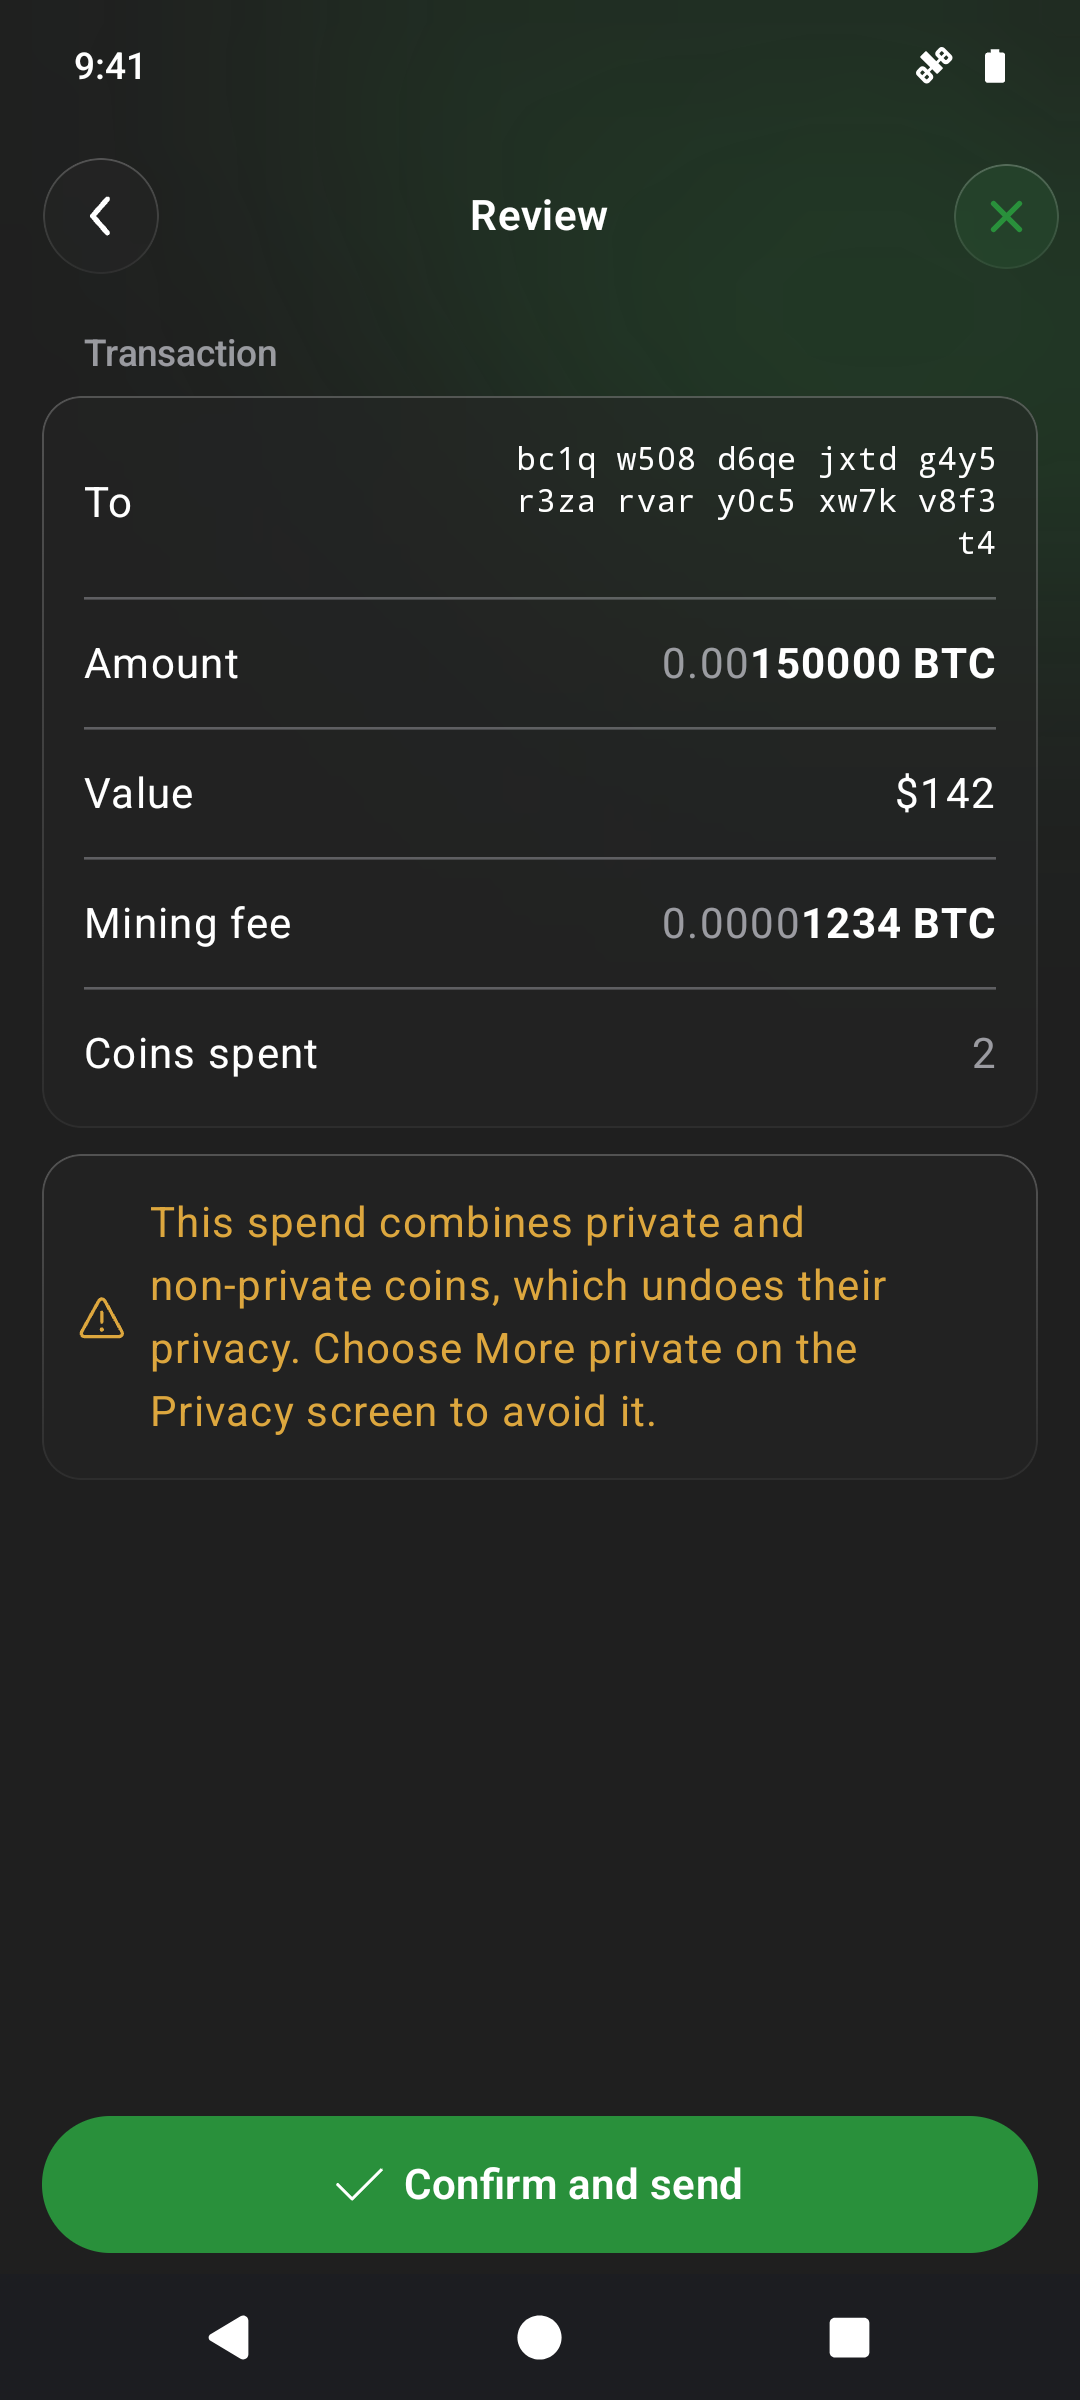 9:41
Review
Transaction
To
bc1q w508 d6qe jxtd g4y5
r3za rvar y0c5 xw7k v8f3
t4
Amount
0.00150000 BTC
Value
$142
Mining fee
0.00001234 BTC
Coins spent
2
This spend combines private and
non-private coins, which undoes their
privacy. Choose More private on the
Privacy screen to avoid it.
Confirm and send